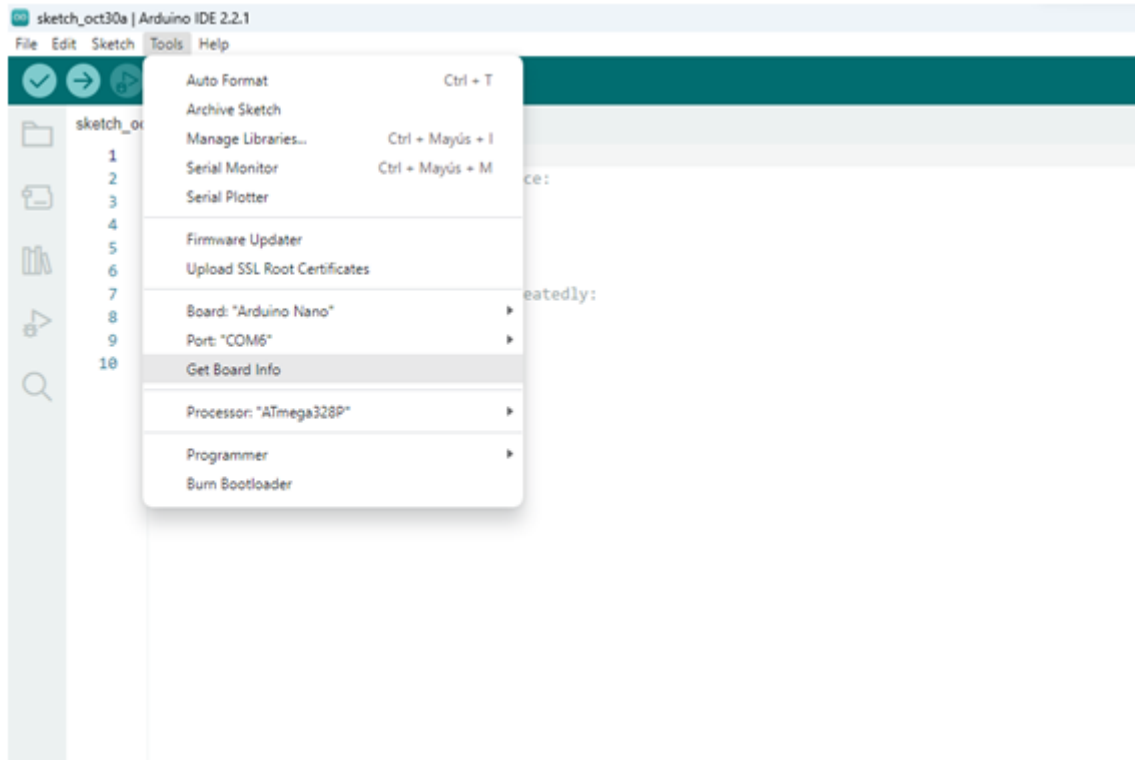 sketch_oct30a | Arduino IDE 2.2.1
File Edit Sketch Tools Help
Auto Format Ctrl + T
Archive Sketch
Manage Libraries... Ctrl + Mayús + I
Serial Monitor Ctrl + Mayús + M
Serial Plotter
Firmware Updater
Upload SSL Root Certificates
Board: "Arduino Nano"
Port: "COM6"
Get Board Info
Processor: "ATmega328P"
Programmer
Burn Bootloader
sketch_oc
1
2 ce:
3
4
5
6
7 eatedly:
8
9
10